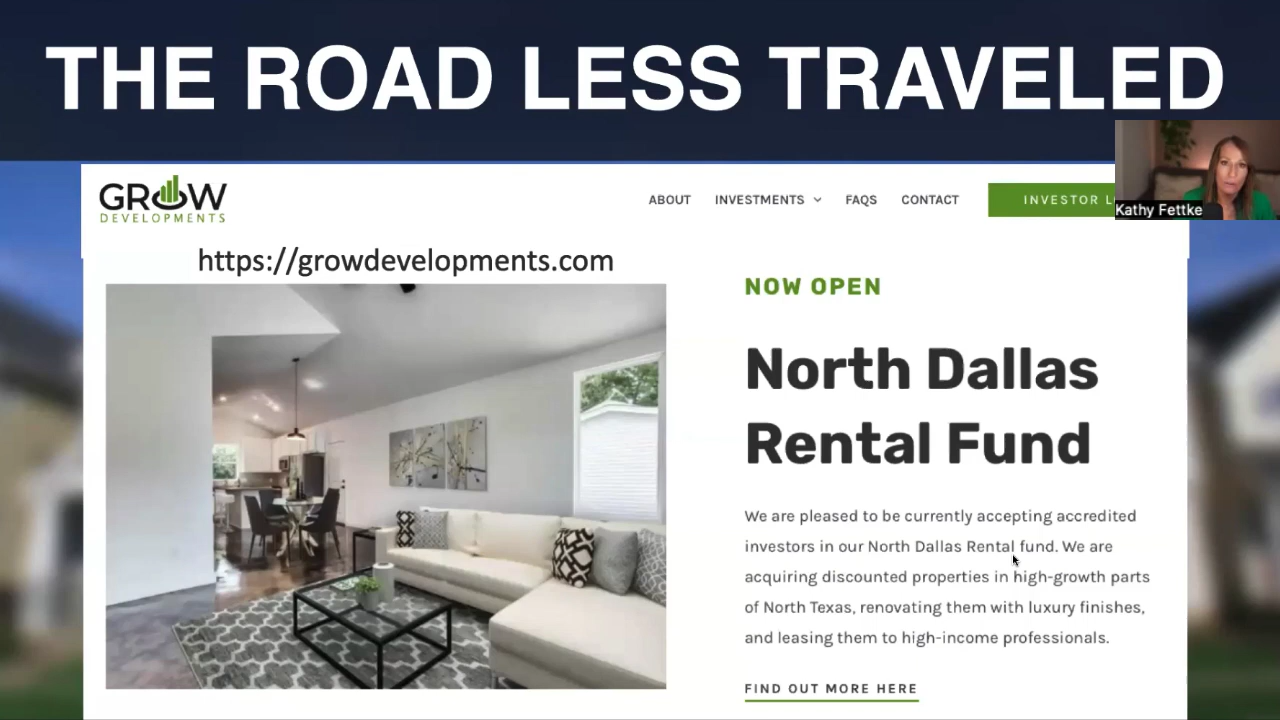 THE ROAD LESS TRAVELED
GROW
DEVELOPMENTS
ABOUT
INVESTMENTS
FAQS
CONTACT
INVESTOR L
Kathy Fettke
https://growdevelopments.com
NOW OPEN
North Dallas
Rental Fund
We are pleased to be currently accepting accredited
investors in our North Dallas Rental fund. We are
acquiring discounted properties in high-growth parts
of North Texas, renovating them with luxury finishes,
and leasing them to high-income professionals.
FIND OUT MORE HERE